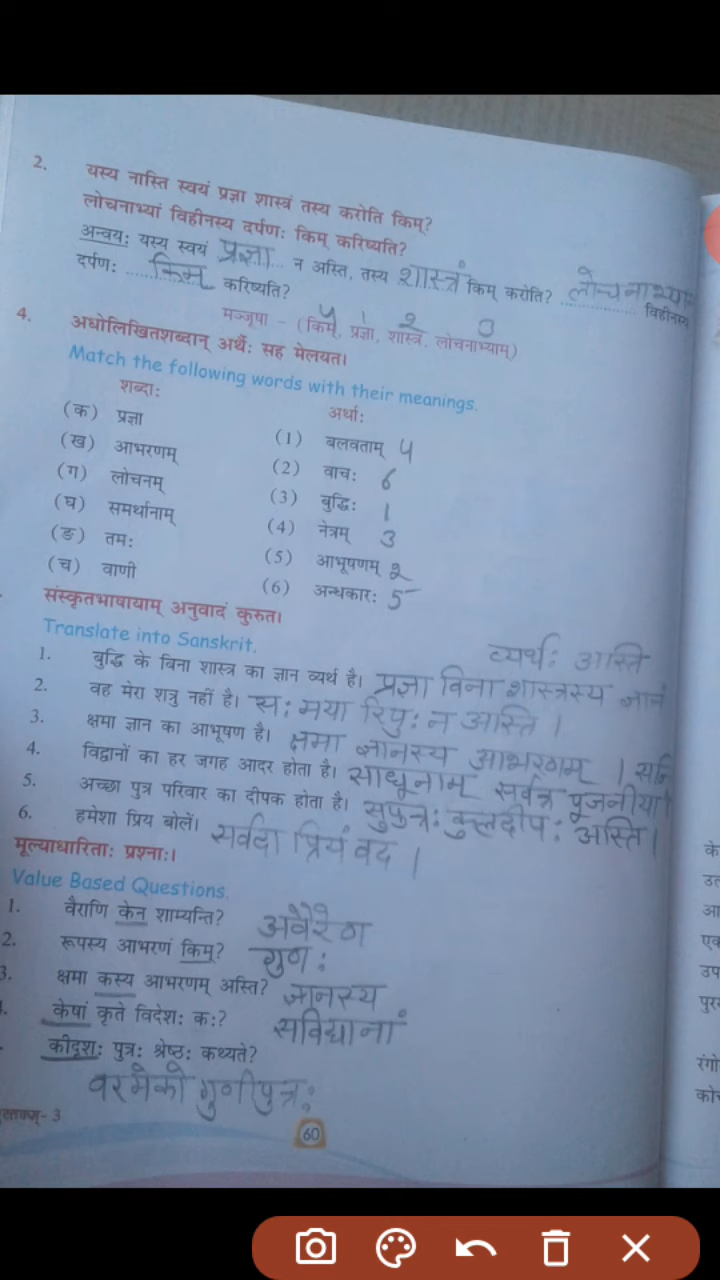 2. यस्य नास्ति स्वयं प्रज्ञा शास्त्रं तस्य करोति किम्?
लोचनाभ्यां विहीनस्य दर्पणः किम् करिष्यति?
अन्वयः यस्य स्वयं प्रज्ञा न अस्ति, तस्य शास्त्रं किम् करोति? लोचनाभ्या विहीनस्य
दर्पणः किम् करिष्यति?
मञ्जूषा - (किम्, प्रज्ञा, शास्त्र, लोचनाभ्याम्)
4. अधोलिखितशब्दान् अर्थैः सह मेलयत।
Match the following words with their meanings.
शब्दाः अर्थाः
(क) प्रज्ञा (1) बलवताम् 4
(ख) आभरणम् (2) वाचः 6
(ग) लोचनम् (3) बुद्धिः 1
(घ) समर्थानाम् (4) नेत्रम् 3
(ङ) तमः (5) आभूषणम् 2
(च) वाणी (6) अन्धकारः 5
संस्कृतभाषायाम् अनुवादं कुरुत।
Translate into Sanskrit.
व्यर्थः अस्ति
1. बुद्धि के बिना शास्त्र का ज्ञान व्यर्थ है। प्रज्ञा विना शास्त्रस्य ज्ञानं
2. वह मेरा शत्रु नहीं है। सः मया रिपुः न अस्ति।
3. क्षमा ज्ञान का आभूषण है। क्षमा ज्ञानस्य आभरणम् ।
4. विद्वानों का हर जगह आदर होता है। साधूनाम् सर्वत्र पूजनीया
5. अच्छा पुत्र परिवार का दीपक होता है। सुपुत्रः कुलदीपः अस्ति।
6. हमेशा प्रिय बोलें। सर्वदा प्रियं वद ।
मूल्याधारिताः प्रश्नाः।
Value Based Questions.
1. वैराणि केन शाम्यन्ति? अवैरेण
2. रूपस्य आभरणं किम्? गुणः
3. क्षमा कस्य आभरणम् अस्ति? ज्ञानस्य
केषां कृते विदेशः कः? सविद्यानां
कीदृशः पुत्रः श्रेष्ठः कथ्यते?
वरमेको गुणीपुत्रः
60